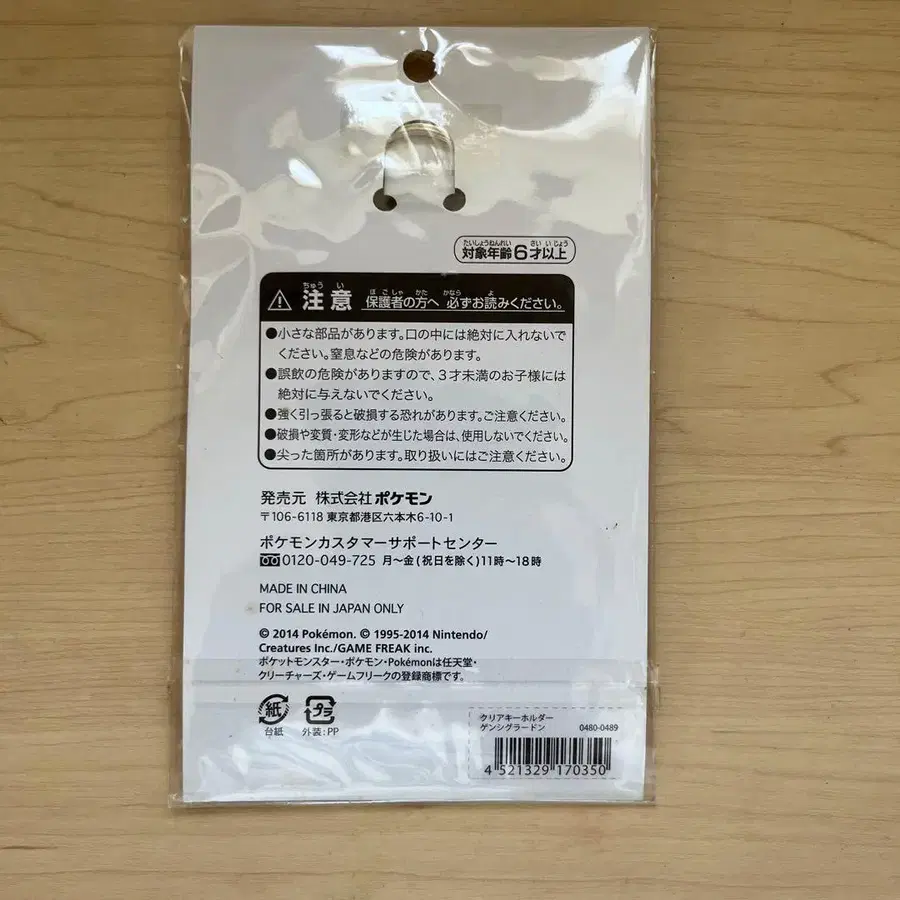 たいしょうねんれい さい いじょう
対象年齢6才以上
ちゅう い ほ ご しゃ かた かなら よ
注意 保護者の方へ 必ずお読みください。
●小さな部品があります。口の中には絶対に入れないで
ください。窒息などの危険があります。
●誤飲の危険がありますので、3才未満のお子様には
絶対に与えないでください。
●強く引っ張ると破損する恐れがあります。ご注意ください。
●破損や変質・変形などが生じた場合は、使用しないでください。
●尖った箇所があります。取り扱いにはご注意ください。
発売元 株式会社ポケモン
〒106-6118 東京都港区六本木6-10-1
ポケモンカスタマーサポートセンター
0120-049-725 月〜金(祝日を除く)11時〜18時
MADE IN CHINA
FOR SALE IN JAPAN ONLY
© 2014 Pokémon. © 1995-2014 Nintendo/
Creatures Inc./GAME FREAK inc.
ポケットモンスター・ポケモン・Pokémonは任天堂・
クリーチャーズ・ゲームフリークの登録商標です。
紙 プラ
台紙 外装:PP
クリアキーホルダー
ゲンシグラードン 0480-0489
4 521329 170350